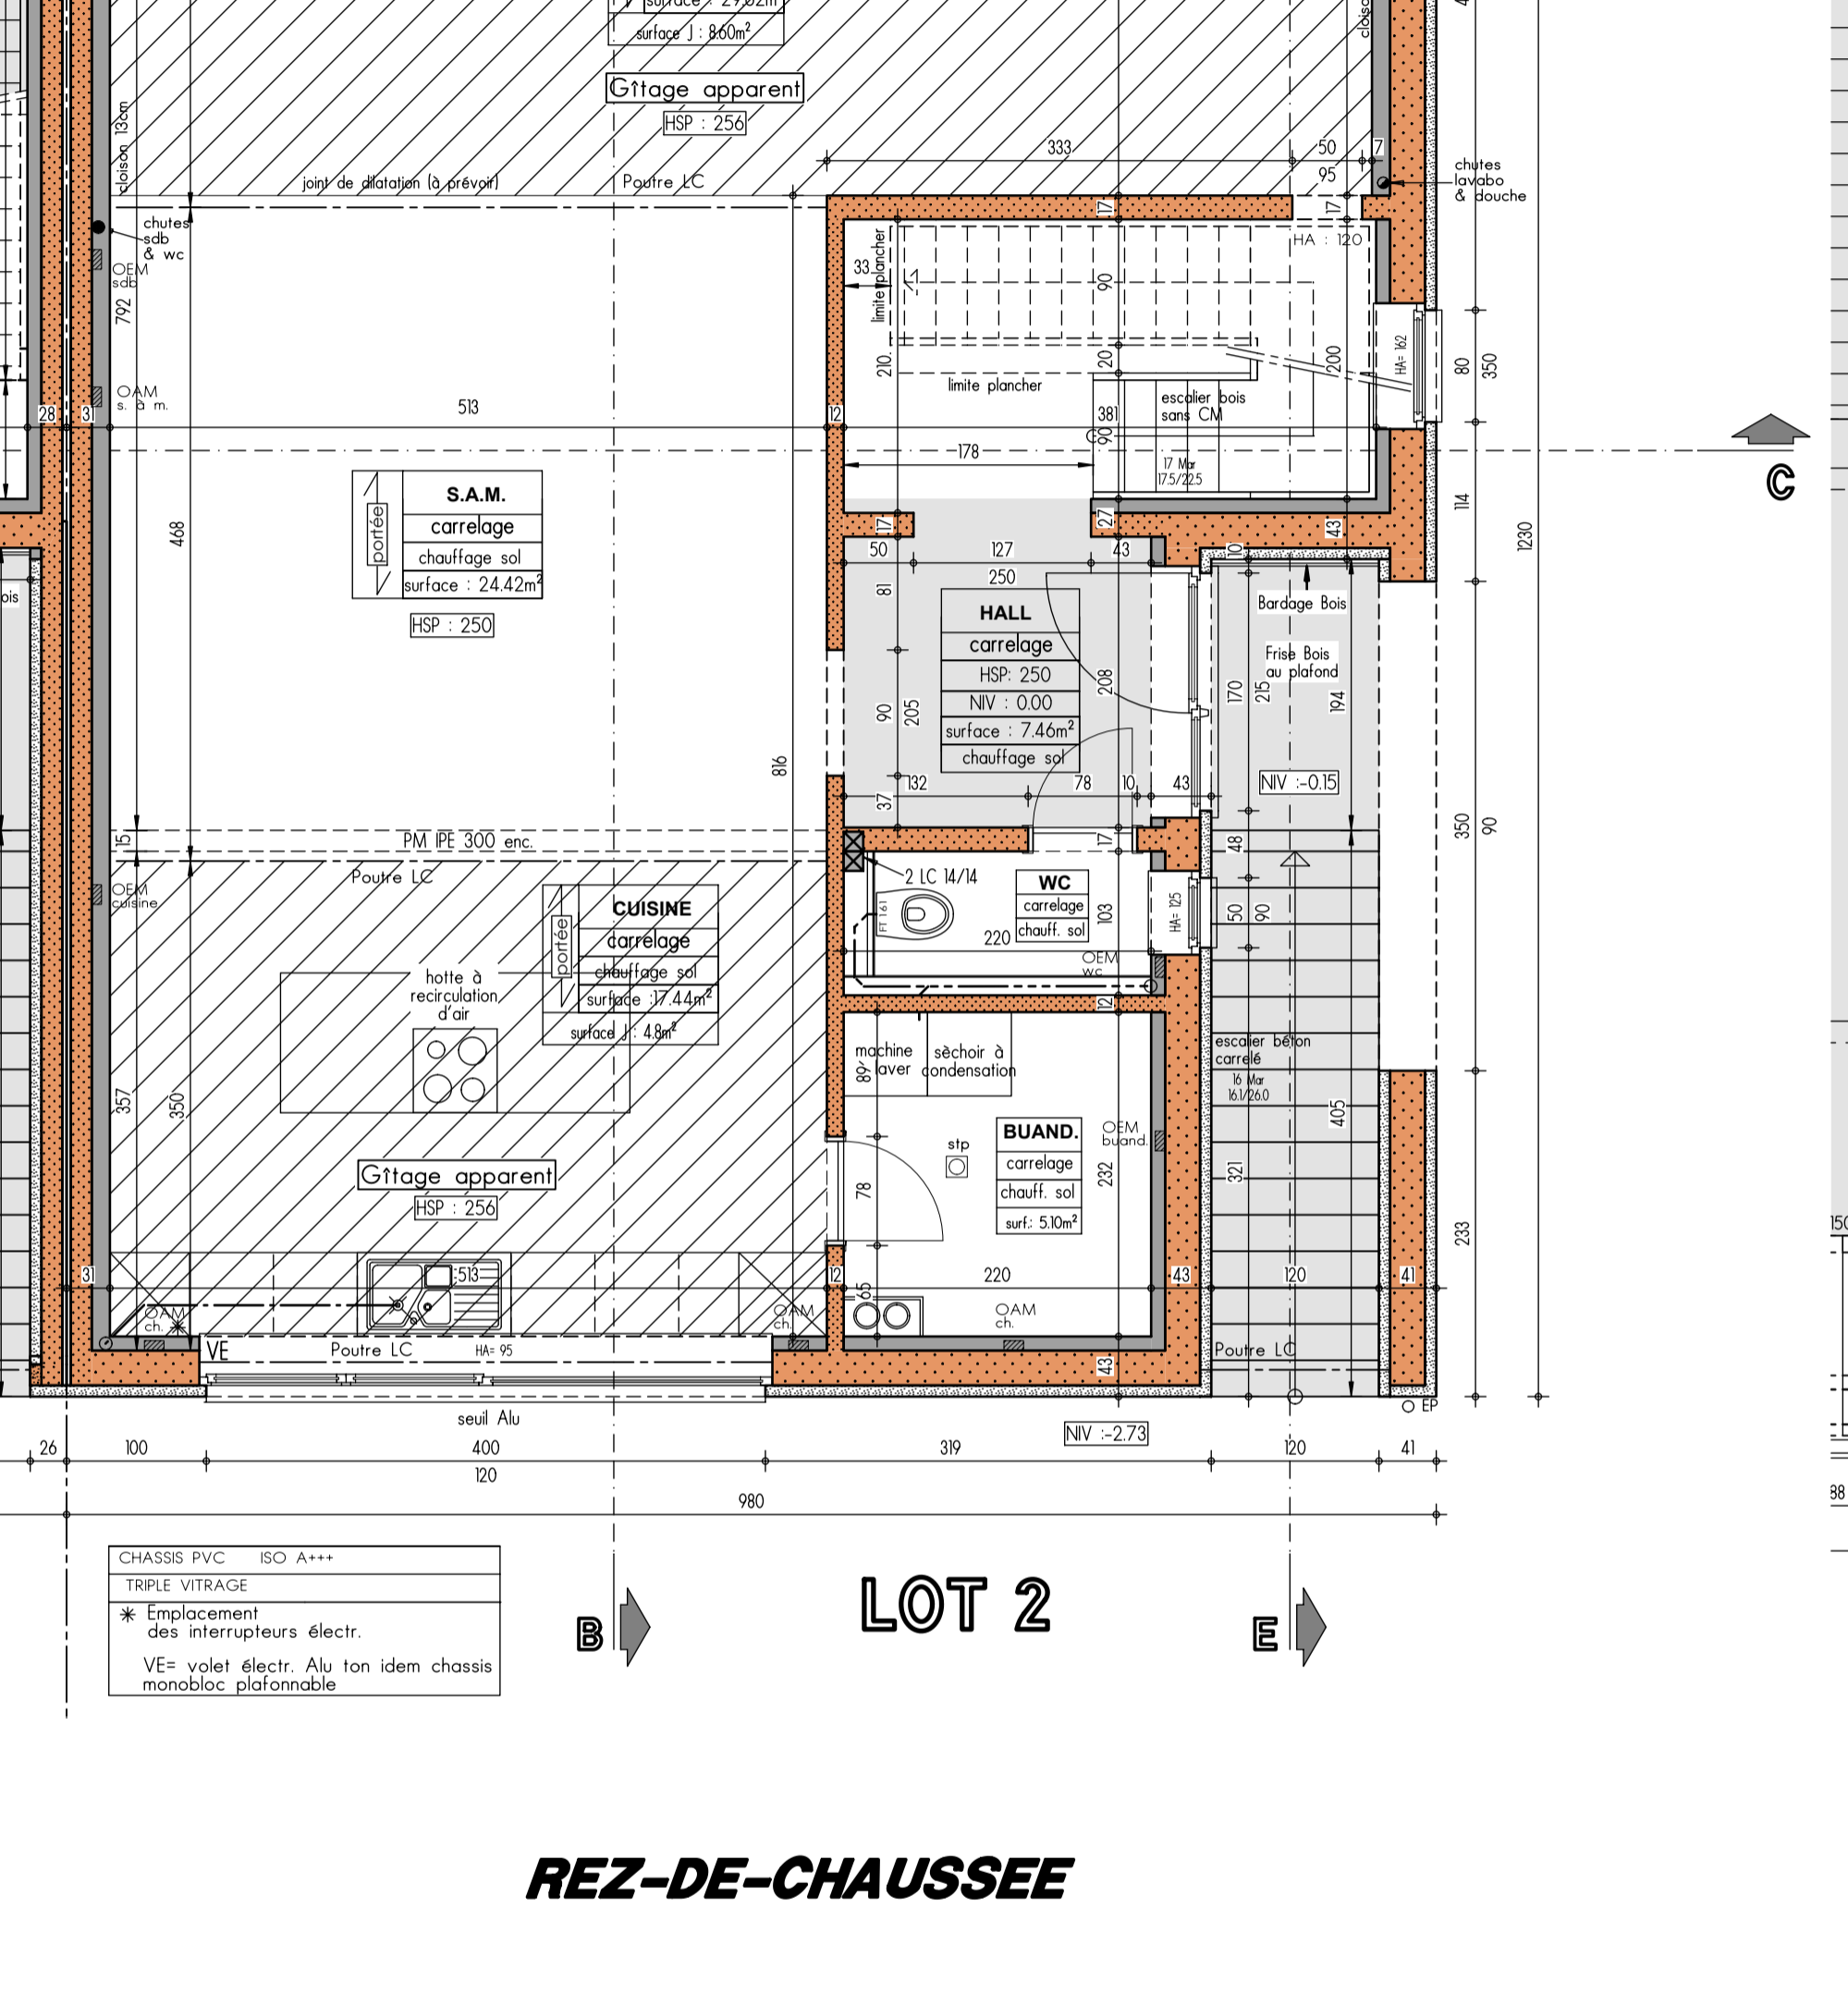 surface J : 8.60m²
Gîtage apparent
HSP : 256
cloison 13cm
joint de dilatation (à prévoir)
Poutre LC
333
50
7
95
chutes
lavabo
& douche
chutes
sdb
& wc
OEM
sdb
792
17
17
HA : 120
limite plancher
33
90
210
20
200
limite plancher
escalier bois
sans CM
HA= 162
80
350
OAM
s. à m.
28
31
513
12
381
90
178
17 Mar
17.5/22.5
C
S.A.M.
carrelage
chauffage sol
surface : 24.42m²
portée
HSP : 250
468
17
27
43
114
1230
50
127
43
250
10
81
Bardage Bois
Frise Bois
au plafond
HALL
carrelage
HSP: 250
NIV : 0.00
surface : 7.46m²
chauffage sol
208
90
205
170
215
194
816
132
78
10
43
NIV :-0.15
37
350
90
15
PM IPE 300 enc.
Poutre LC
17
48
2 LC 14/14
OEM
cuisine
CUISINE
carrelage
chauffage sol
surface :17.44m²
surface J : 4.8m²
portée
FT 161
WC
carrelage
chauff. sol
220
103
HA= 125
50
90
OEM
wc
hotte à
recirculation
d'air
12
machine
laver
sèchoir à
condensation
89
escalier béton
carrelé
16 Mar
16.1/26.0
357
350
405
BUAND.
carrelage
chauff. sol
surf.: 5.10m²
stp
OEM
buand.
Gîtage apparent
HSP : 256
78
232
321
233
31
513
12
220
43
120
41
65
OAM
ch.
OAM
ch.
OAM
ch.
VE
Poutre LC
HA= 95
43
Poutre LC
EP
seuil Alu
NIV :-2.73
26
100
400
319
120
41
120
980
CHASSIS PVC ISO A+++
TRIPLE VITRAGE
Emplacement
des interrupteurs électr.
VE= volet électr. Alu ton idem chassis
monobloc plafonnable
B
LOT 2
E
REZ-DE-CHAUSSEE